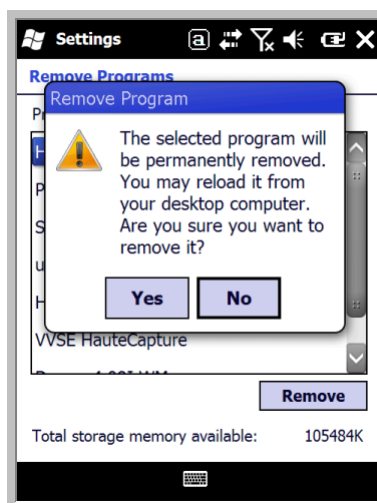 Settings
a
Remove Programs
Remove Program
The selected program will
be permanently removed.
You may reload it from
your desktop computer.
Are you sure you want to
remove it?
Yes No
VVSE HauteCapture
Remove
Total storage memory available: 105484K